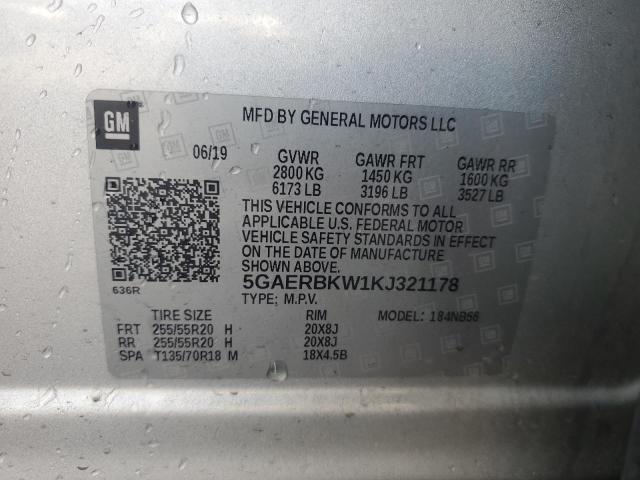 GM
MFD BY GENERAL MOTORS LLC
06/19 GVWR GAWR FRT GAWR RR
2800 KG 1450 KG 1600 KG
6173 LB 3196 LB 3527 LB
THIS VEHICLE CONFORMS TO ALL
APPLICABLE U.S. FEDERAL MOTOR
VEHICLE SAFETY STANDARDS IN EFFECT
ON THE DATE OF MANUFACTURE
SHOWN ABOVE.
636R
5GAERBKW1KJ321178
TYPE: M.P.V. MODEL: 184NB56
TIRE SIZE RIM
FRT 255/55R20 H 20X8J
RR 255/55R20 H 20X8J
SPA T135/70R18 M 18X4.5B